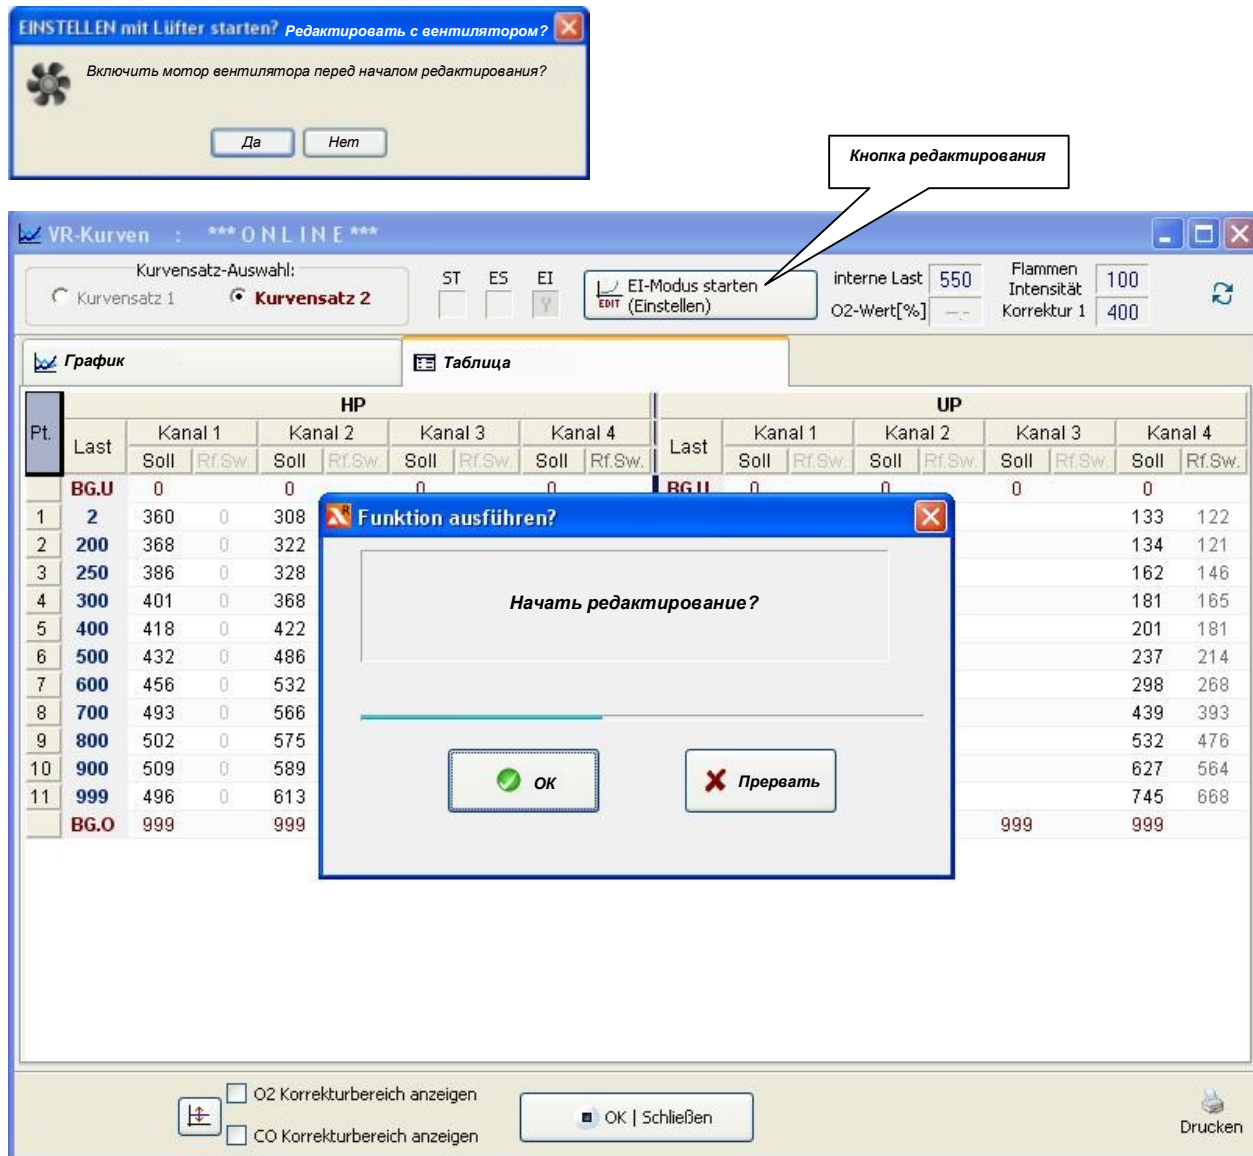 EINSTELLEN mit Lüfter starten? Редактировать с вентилятором?
Включить мотор вентилятора перед началом редактирования?
Да Нет
Кнопка редактирования
VR-Kurven : *** O N L I N E ***
Kurvensatz-Auswahl:
Kurvensatz 1 Kurvensatz 2
ST ES EI
Y
EDIT
EI-Modus starten
(Einstellen)
interne Last 550
O2-Wert[%] --.-
Flammen
Intensität 100
Korrektur 1 400
График Таблица
HP UP
Pt. Last Kanal 1 Kanal 2 Kanal 3 Kanal 4 Last Kanal 1 Kanal 2 Kanal 3 Kanal 4
Soll Rf.Sw. Soll Rf.Sw. Soll Rf.Sw. Soll Rf.Sw. Soll Rf.Sw. Soll Rf.Sw. Soll Rf.Sw. Soll Rf.Sw.
BG.U 0 0 0 0 BG.U 0 0 0 0
1 2 360 0 308 133 122
2 200 368 0 322 134 121
3 250 386 0 328 162 146
4 300 401 0 368 181 165
5 400 418 0 422 201 181
6 500 432 0 486 237 214
7 600 456 0 532 298 268
8 700 493 0 566 439 393
9 800 502 0 575 532 476
10 900 509 0 589 627 564
11 999 496 0 613 745 668
BG.O 999 999 999 999
Funktion ausführen?
Начать редактирование?
ОК Прервать
O2 Korrekturbereich anzeigen
CO Korrekturbereich anzeigen
OK | Schließen
Drucken